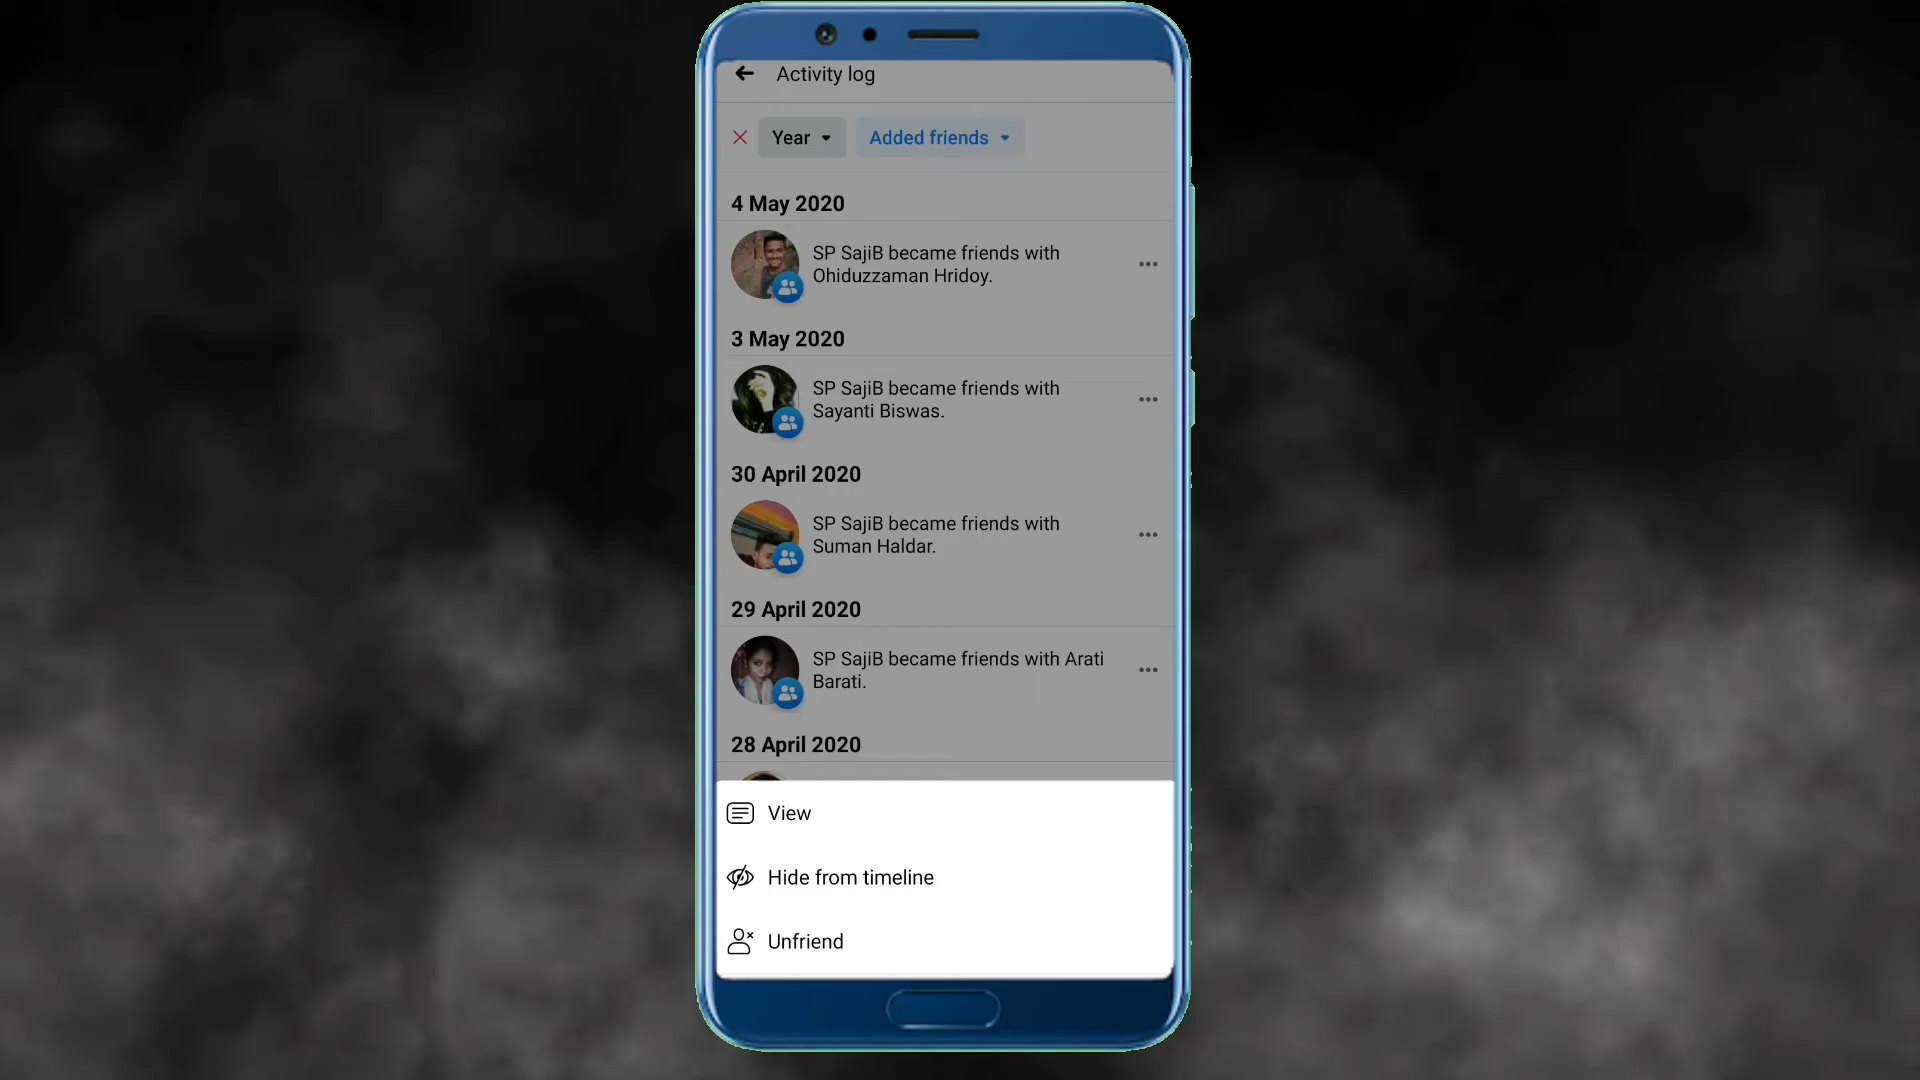 Activity log
Year
Added friends
4 May 2020
SP SajiB became friends with
Ohiduzzaman Hridoy.
3 May 2020
SP SajiB became friends with
Sayanti Biswas.
30 April 2020
SP SajiB became friends with
Suman Haldar.
29 April 2020
SP SajiB became friends with Arati
Barati.
28 April 2020
View
Hide from timeline
Unfriend